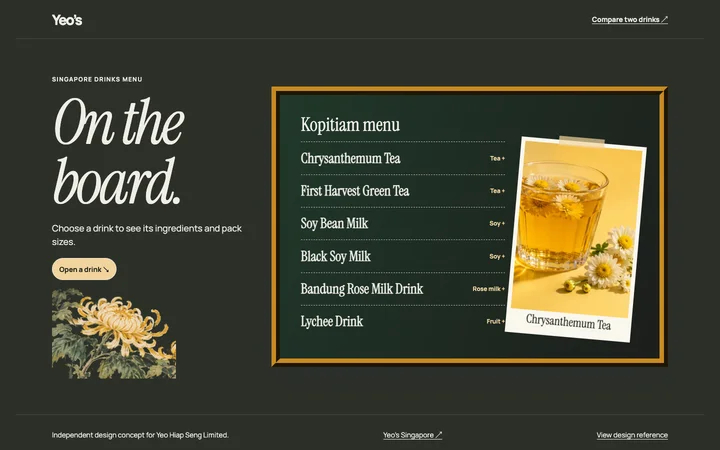 Yeo's
Compare two drinks ↗
SINGAPORE DRINKS MENU
On the
board.
Choose a drink to see its ingredients and pack
sizes.
Open a drink ↘
Kopitiam menu
Chrysanthemum Tea Tea +
First Harvest Green Tea Tea +
Soy Bean Milk Soy +
Black Soy Milk Soy +
Bandung Rose Milk Drink Rose milk +
Lychee Drink Fruit +
Chrysanthemum Tea
Independent design concept for Yeo Hiap Seng Limited.
Yeo's Singapore ↗
View design reference